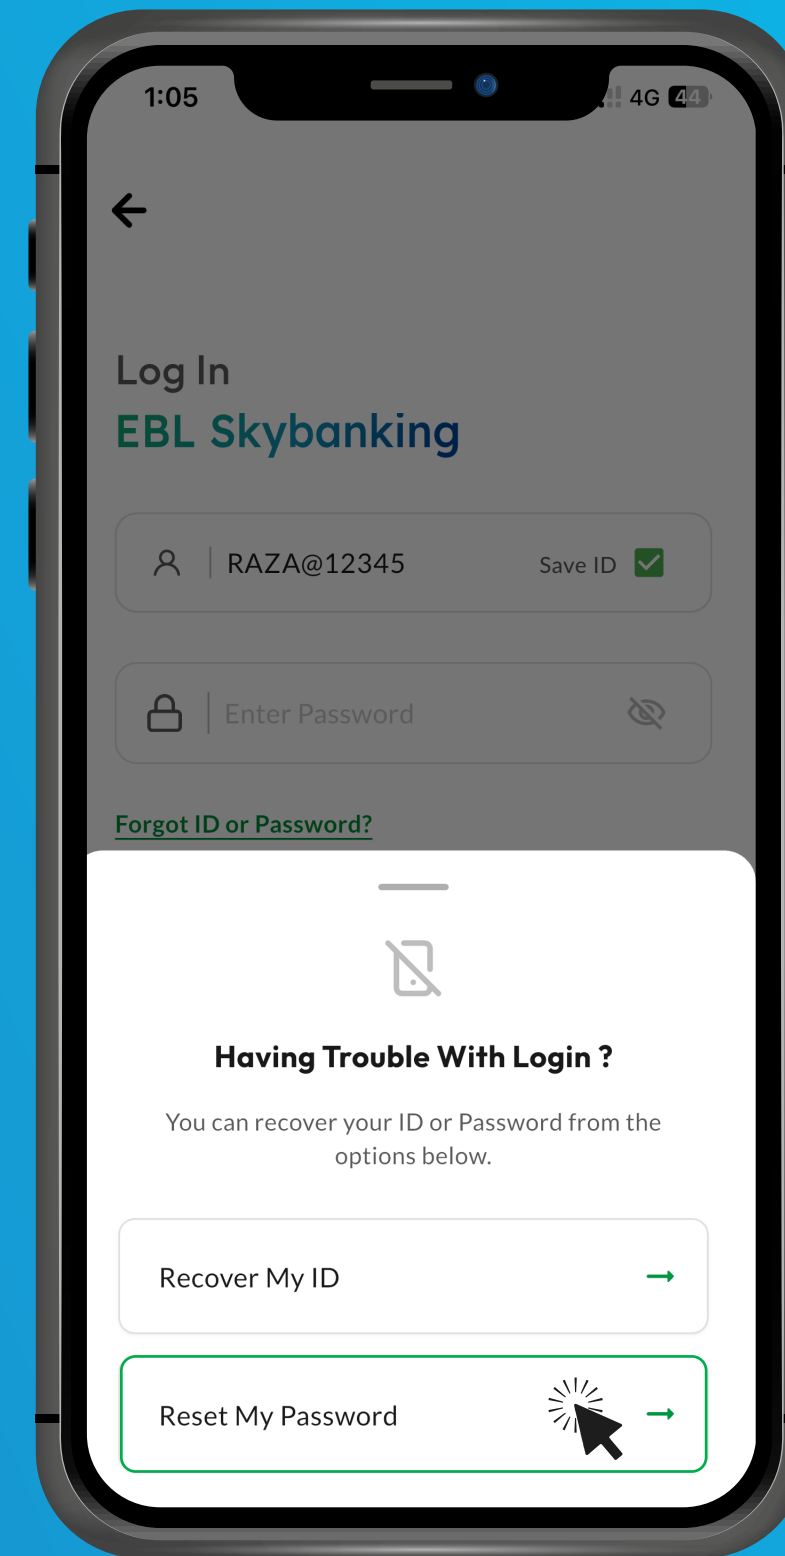 1:05
4G 44
Log In
EBL Skybanking
RAZA@12345
Save ID
Enter Password
Forgot ID or Password?
Having Trouble With Login ?
You can recover your ID or Password from the
options below.
Recover My ID
Reset My Password